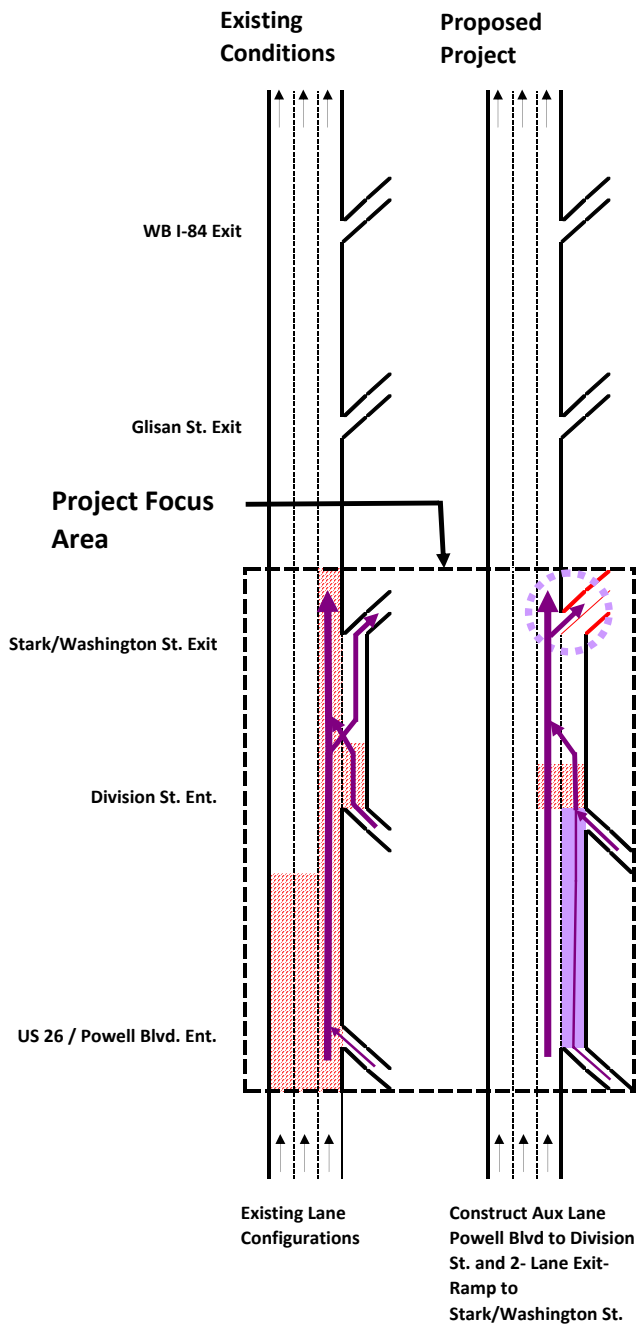 Existing
Conditions
Proposed
Project
WB I-84 Exit
Glisan St. Exit
Project Focus
Area
Stark/Washington St. Exit
Division St. Ent.
US 26 / Powell Blvd. Ent.
Existing Lane
Configurations
Construct Aux Lane
Powell Blvd to Division
St. and 2- Lane Exit-
Ramp to
Stark/Washington St.